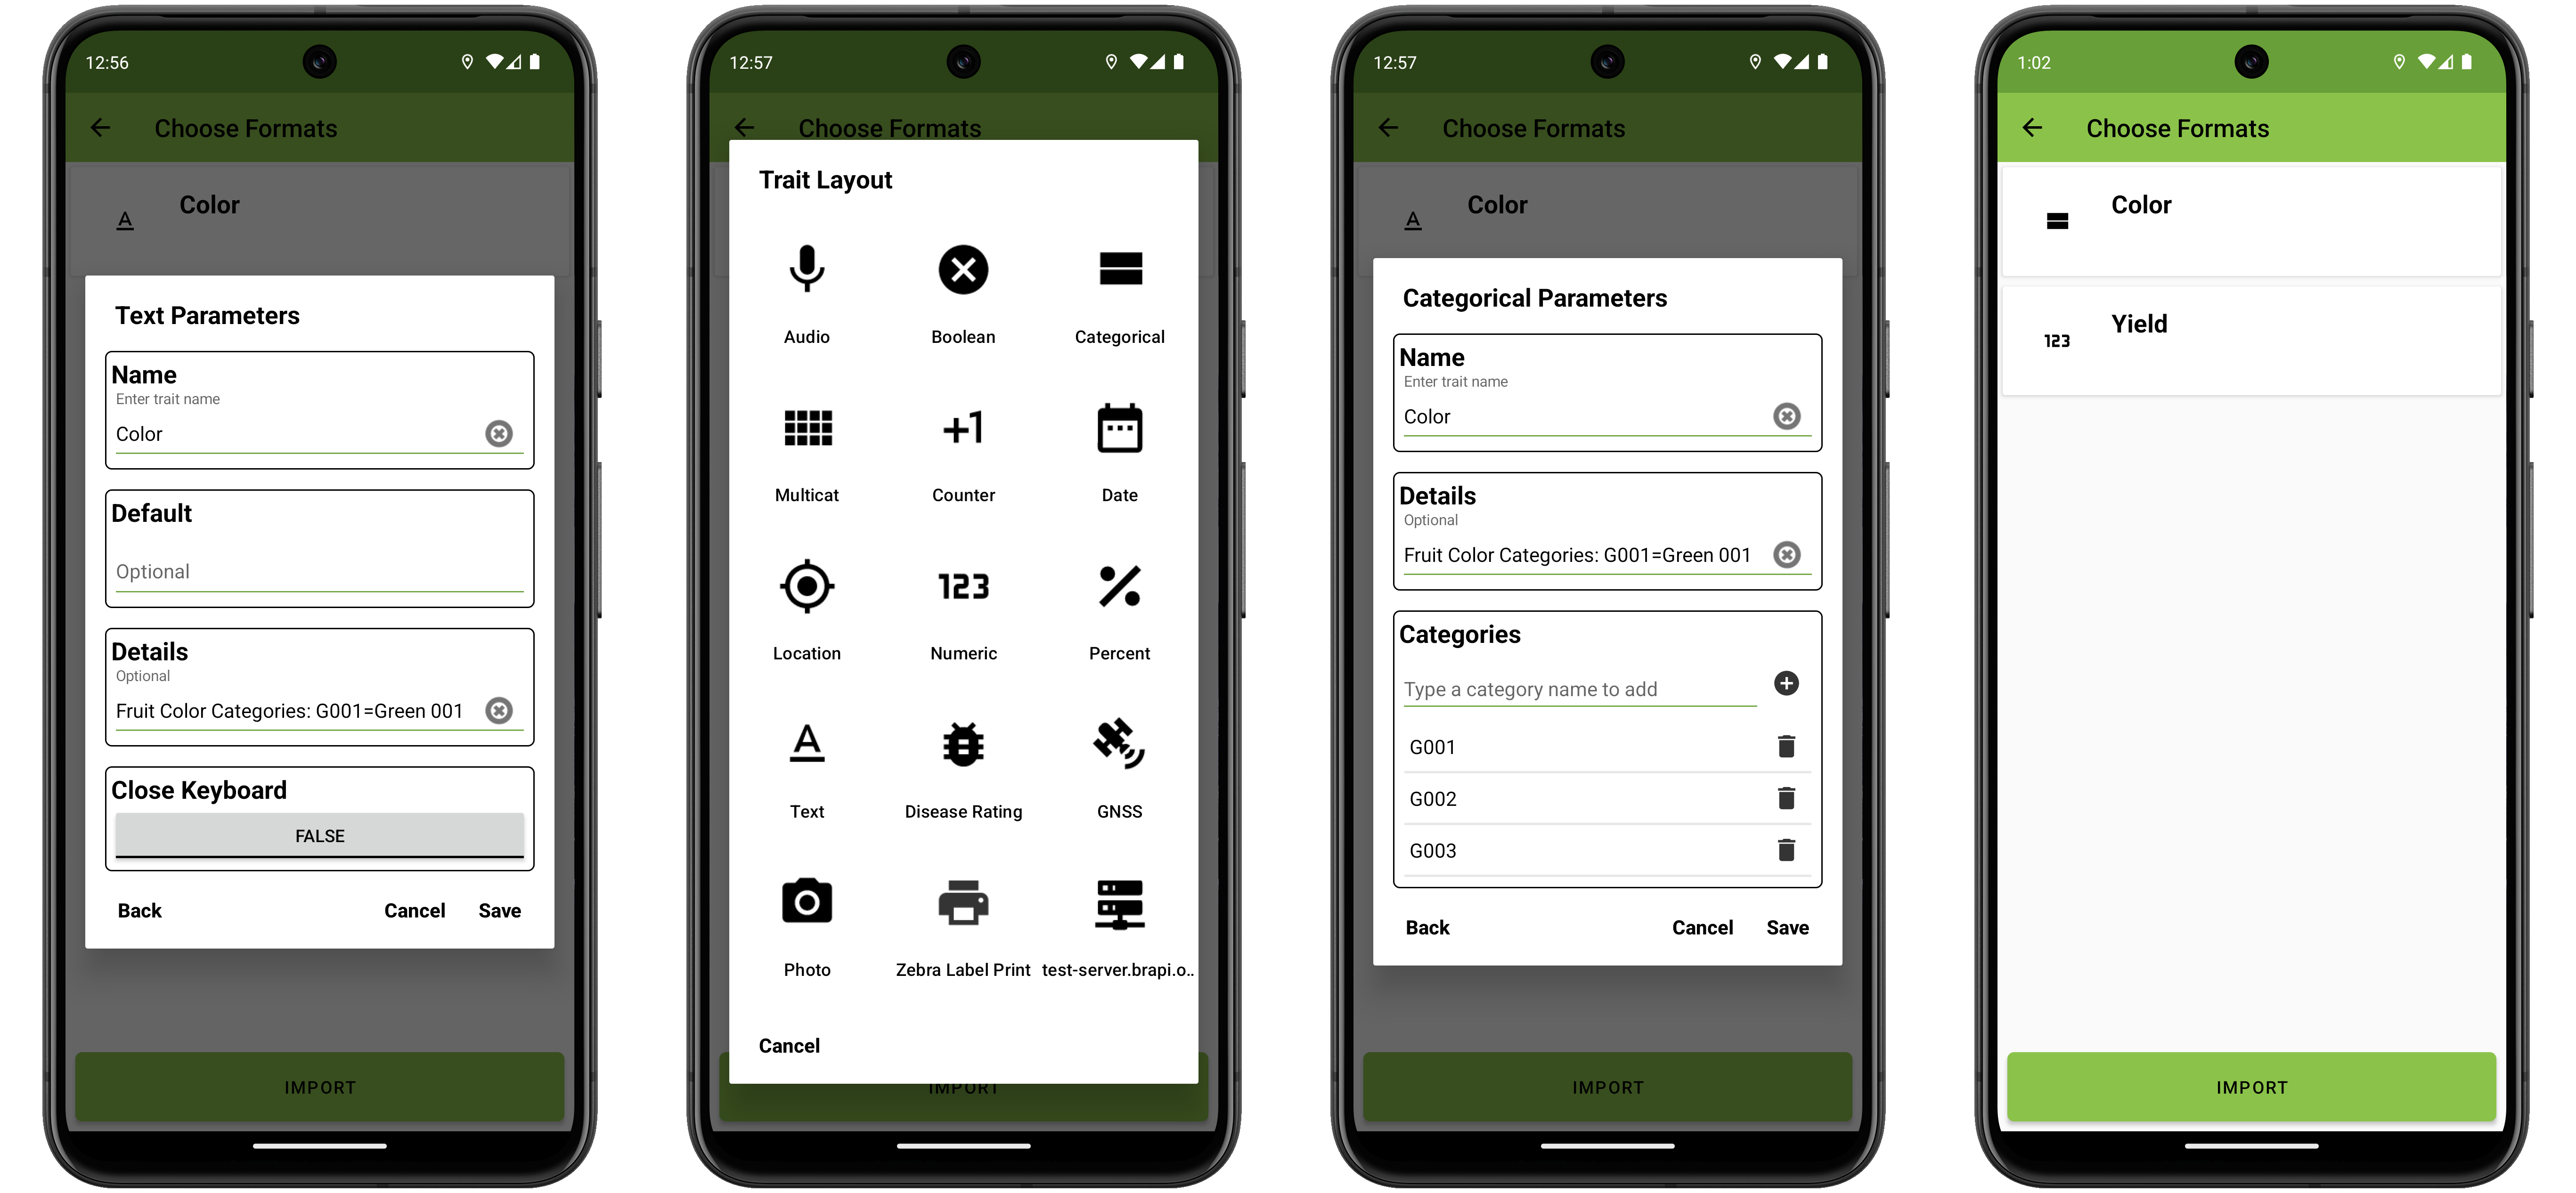 12:56
Choose Formats
Color
Text Parameters
Name
Enter trait name
Color
Default
Optional
Details
Optional
Fruit Color Categories: G001=Green 001
Close Keyboard
FALSE
Back Cancel Save
IMPORT
12:57
Choose Formats
Trait Layout
Audio Boolean Categorical
+1
Multicat Counter Date
123
Location Numeric Percent
A
Text Disease Rating GNSS
Photo Zebra Label Print test-server.brapi.o..
Cancel
IMPORT
12:57
Choose Formats
A Color
Categorical Parameters
Name
Enter trait name
Color
Details
Optional
Fruit Color Categories: G001=Green 001
Categories
Type a category name to add
G001
G002
G003
Back Cancel Save
IMPORT
1:02
Choose Formats
Color
Yield
123
IMPORT